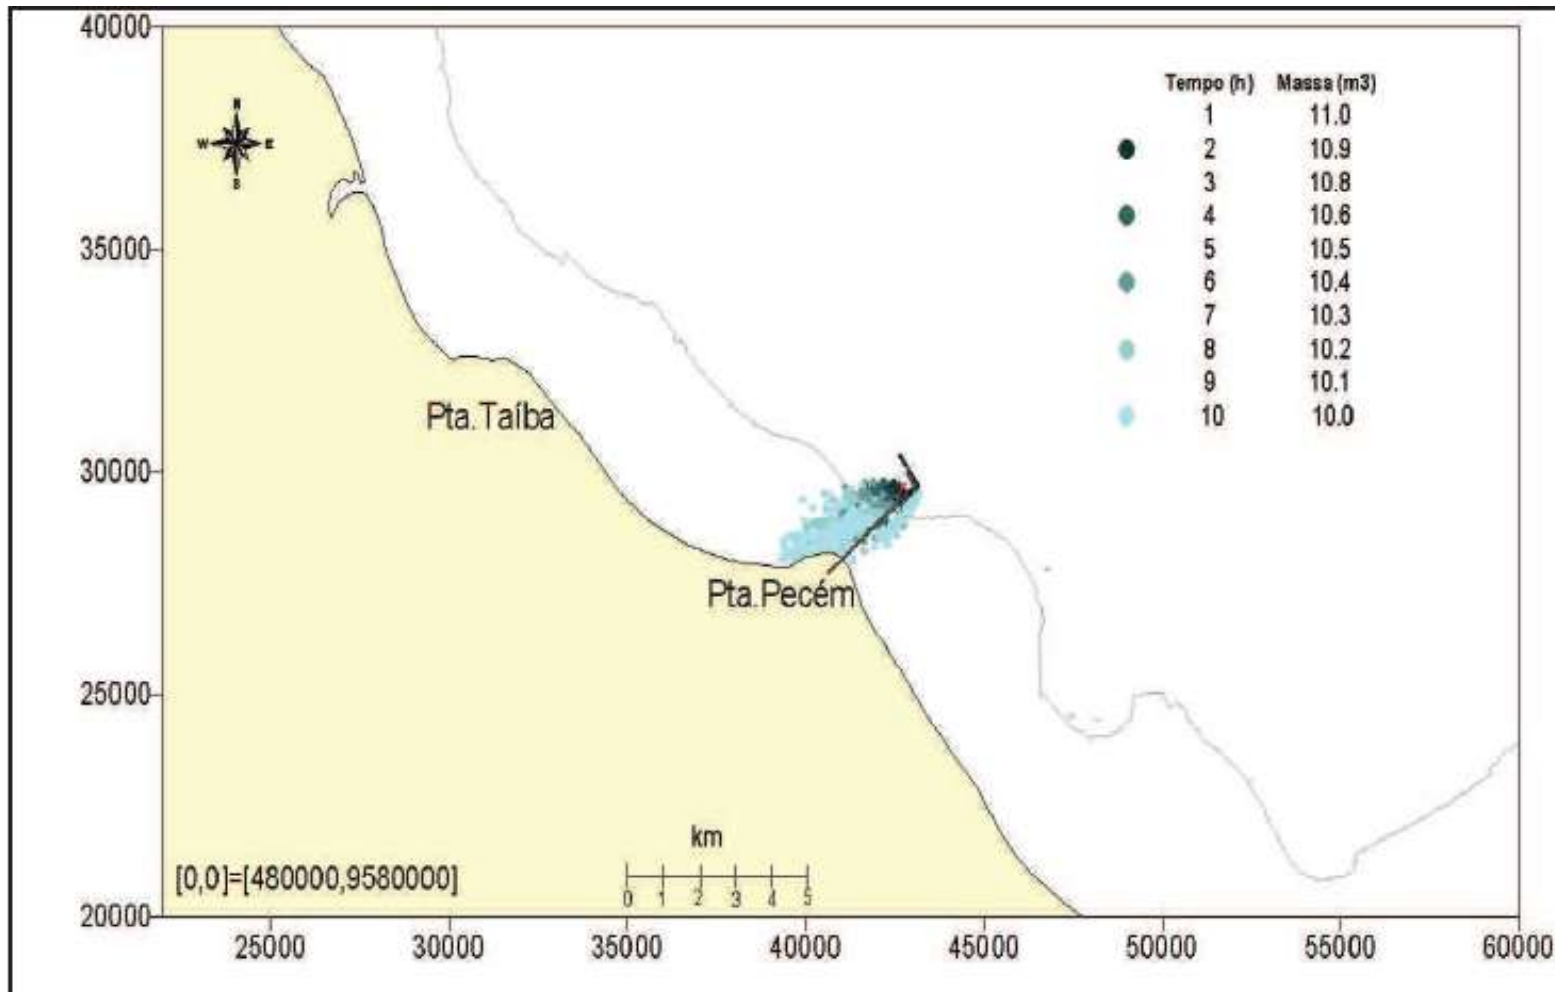 40000
35000
30000
25000
20000
N
W E
S
Tempo (h) Massa (m3)
1 11.0
2 10.9
3 10.8
4 10.6
5 10.5
6 10.4
7 10.3
8 10.2
9 10.1
10 10.0
Pta.Taíba
Pta.Pecém
km
0 1 2 3 4 5
[0,0]=[480000,9580000]
25000 30000 35000 40000 45000 50000 55000 60000